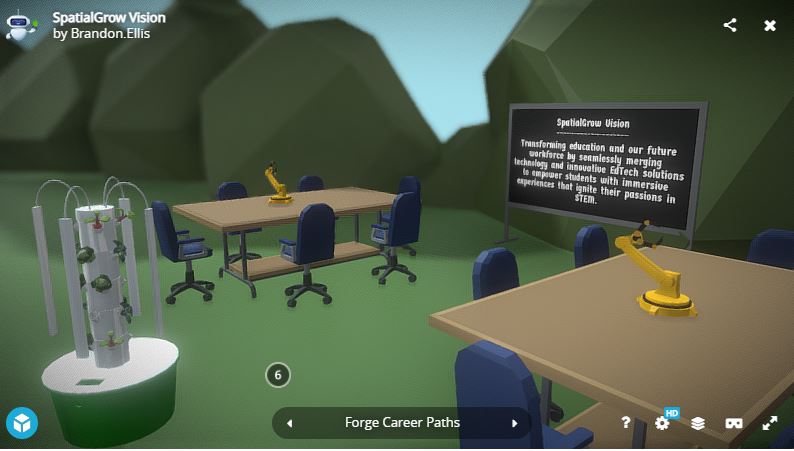 SpatialGrow Vision
by Brandon.Ellis
SpatialGrow Vision
Transforming education and our future
workforce by seamlessly merging
technology and innovative EdTech solutions
to empower students with immersive
experiences that ignite their passions in
STEM.
6
Forge Career Paths
?
HD